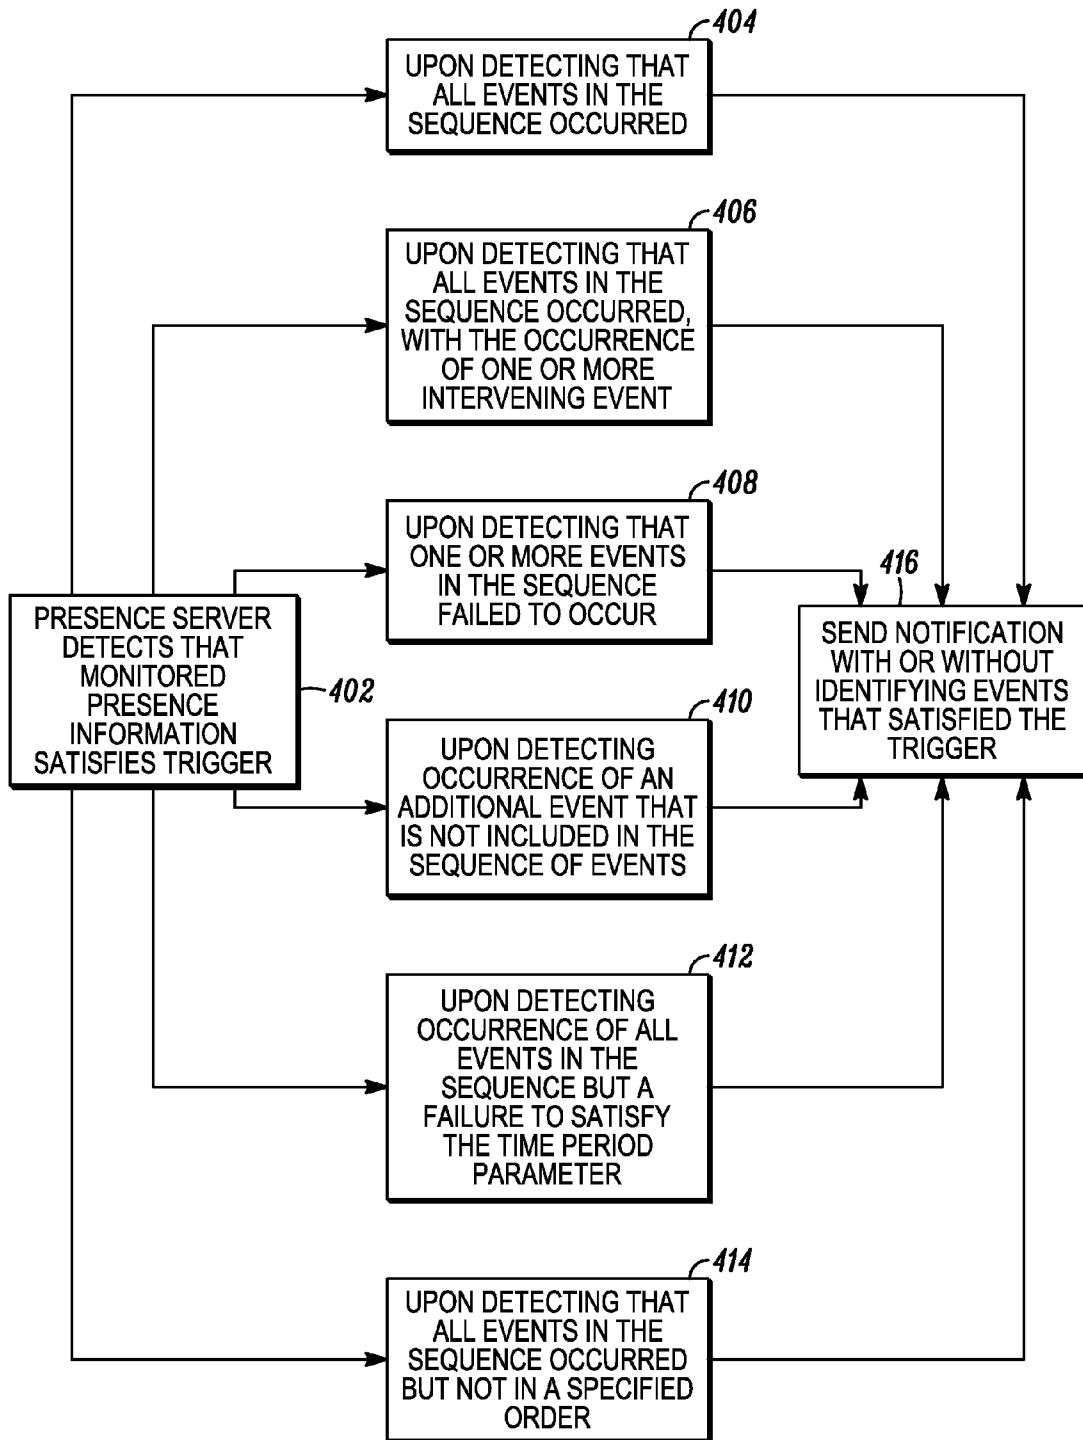 404
UPON DETECTING THAT
ALL EVENTS IN THE
SEQUENCE OCCURRED
406
UPON DETECTING THAT
ALL EVENTS IN THE
SEQUENCE OCCURRED,
WITH THE OCCURRENCE
OF ONE OR MORE
INTERVENING EVENT
408
UPON DETECTING THAT
ONE OR MORE EVENTS
IN THE SEQUENCE
FAILED TO OCCUR
PRESENCE SERVER
DETECTS THAT
MONITORED
PRESENCE
INFORMATION
SATISFIES TRIGGER
402
410
UPON DETECTING
OCCURRENCE OF AN
ADDITIONAL EVENT THAT
IS NOT INCLUDED IN THE
SEQUENCE OF EVENTS
416
SEND NOTIFICATION
WITH OR WITHOUT
IDENTIFYING EVENTS
THAT SATISFIED THE
TRIGGER
412
UPON DETECTING
OCCURRENCE OF ALL
EVENTS IN THE
SEQUENCE BUT A
FAILURE TO SATISFY
THE TIME PERIOD
PARAMETER
414
UPON DETECTING THAT
ALL EVENTS IN THE
SEQUENCE OCCURRED
BUT NOT IN A SPECIFIED
ORDER